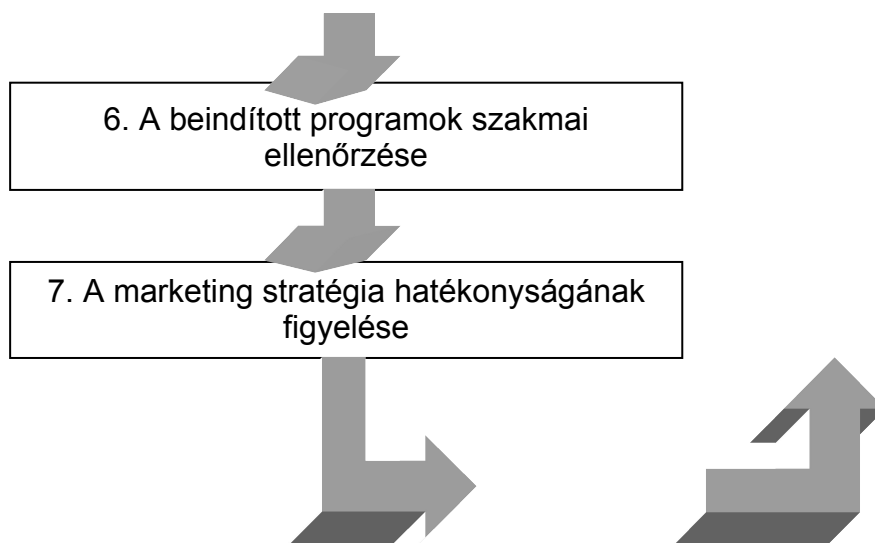 6. A beindított programok szakmai
ellenőrzése
7. A marketing stratégia hatékonyságának
figyelése